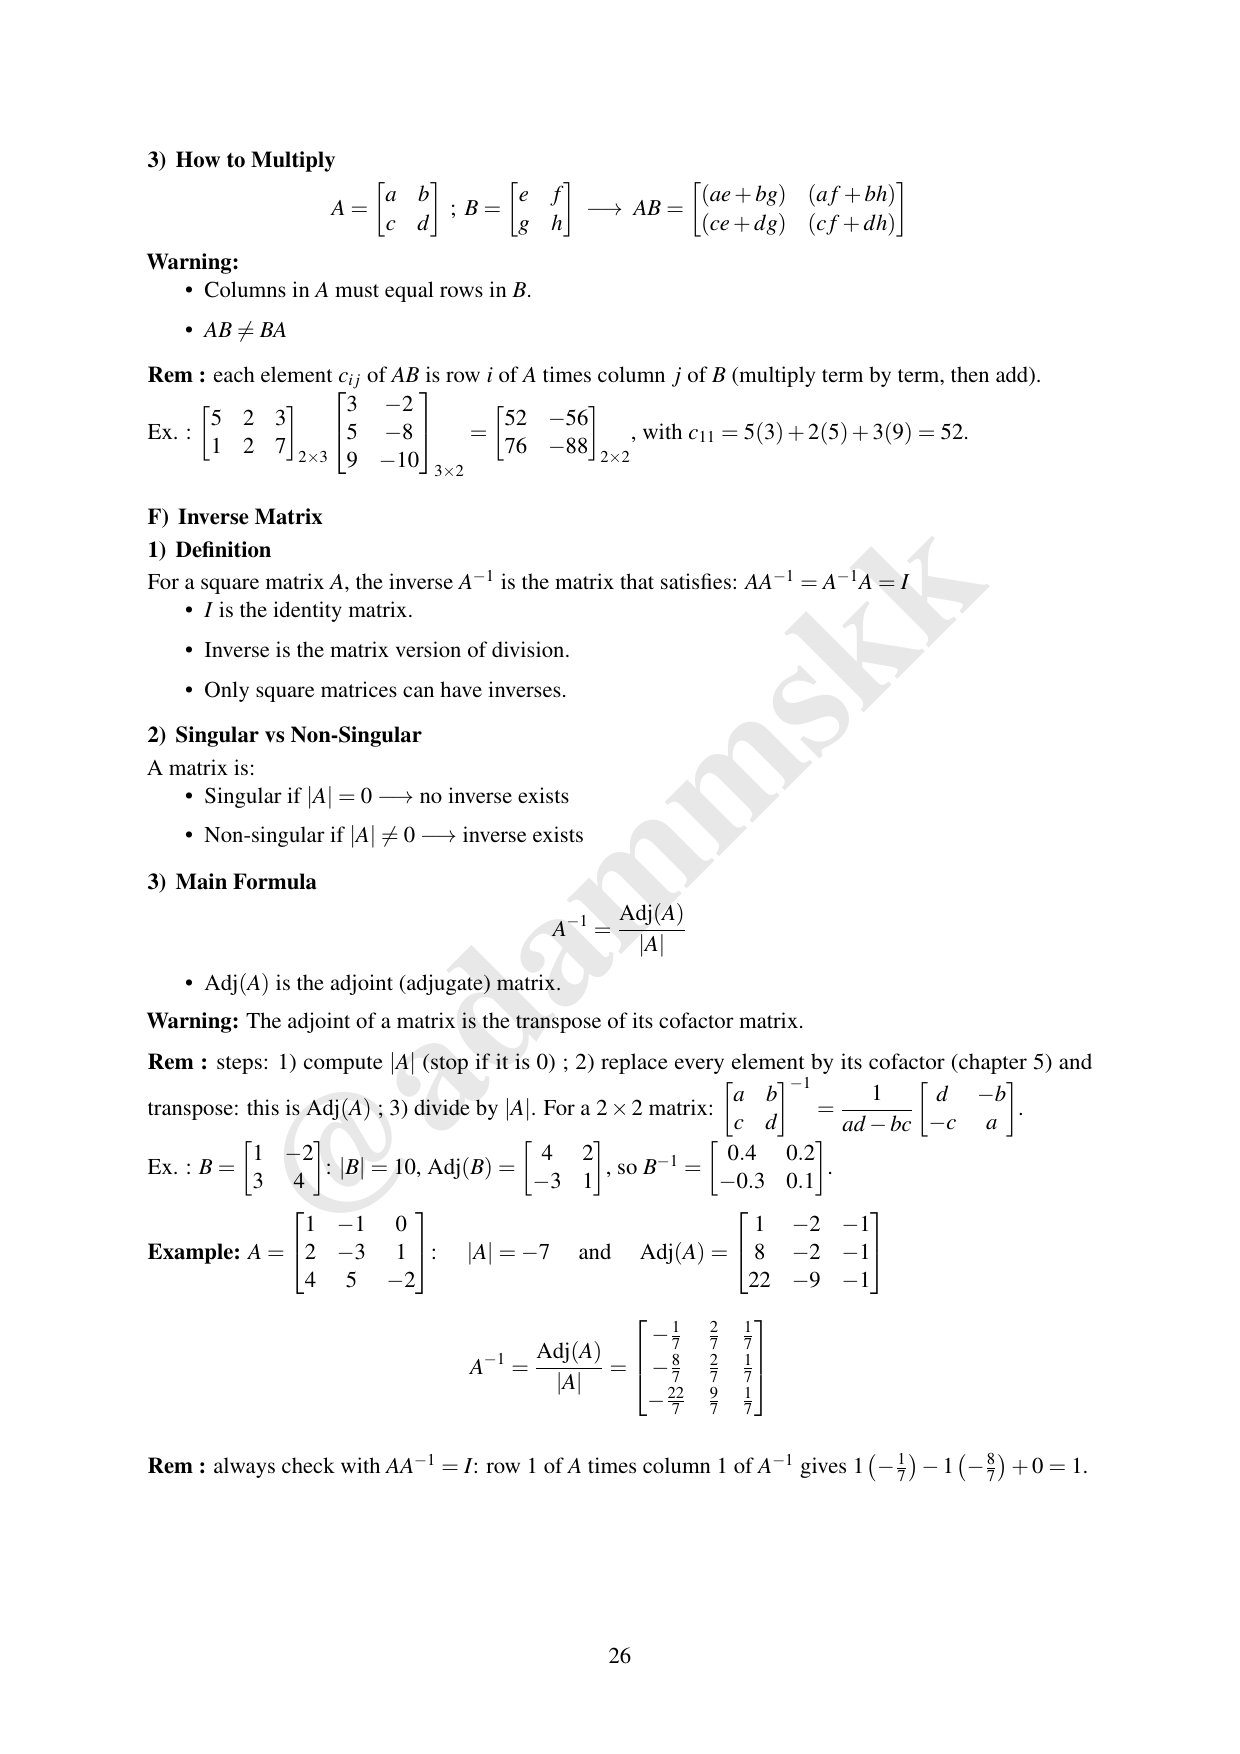 3) How to Multiply
A = [a b; c d] ; B = [e f; g h] ⟶ AB = [(ae+bg) (af+bh); (ce+dg) (cf+dh)]
Warning:
• Columns in A must equal rows in B.
• AB ≠ BA
Rem : each element c_{ij} of AB is row i of A times column j of B (multiply term by term, then add).
Ex. : [5 2 3; 1 2 7]_{2×3} [3 −2; 5 −8; 9 −10]_{3×2} = [52 −56; 76 −88]_{2×2}, with c_{11} = 5(3)+2(5)+3(9) = 52.
F) Inverse Matrix
1) Definition
For a square matrix A, the inverse A^{−1} is the matrix that satisfies: AA^{−1} = A^{−1}A = I
• I is the identity matrix.
• Inverse is the matrix version of division.
• Only square matrices can have inverses.
2) Singular vs Non-Singular
A matrix is:
• Singular if |A| = 0 ⟶ no inverse exists
• Non-singular if |A| ≠ 0 ⟶ inverse exists
3) Main Formula
A^{−1} = Adj(A) / |A|
• Adj(A) is the adjoint (adjugate) matrix.
Warning: The adjoint of a matrix is the transpose of its cofactor matrix.
Rem : steps: 1) compute |A| (stop if it is 0) ; 2) replace every element by its cofactor (chapter 5) and
transpose: this is Adj(A) ; 3) divide by |A|. For a 2 × 2 matrix: [a b; c d]^{−1} = 1/(ad − bc) [d −b; −c a].
Ex. : B = [1 −2; 3 4]: |B| = 10, Adj(B) = [4 2; −3 1], so B^{−1} = [0.4 0.2; −0.3 0.1].
Example: A = [1 −1 0; 2 −3 1; 4 5 −2]: |A| = −7 and Adj(A) = [1 −2 −1; 8 −2 −1; 22 −9 −1]
A^{−1} = Adj(A) / |A| = [−1/7 2/7 1/7; −8/7 2/7 1/7; −22/7 9/7 1/7]
Rem : always check with AA^{−1} = I: row 1 of A times column 1 of A^{−1} gives 1(−1/7) − 1(−8/7) + 0 = 1.
26
@adammskk